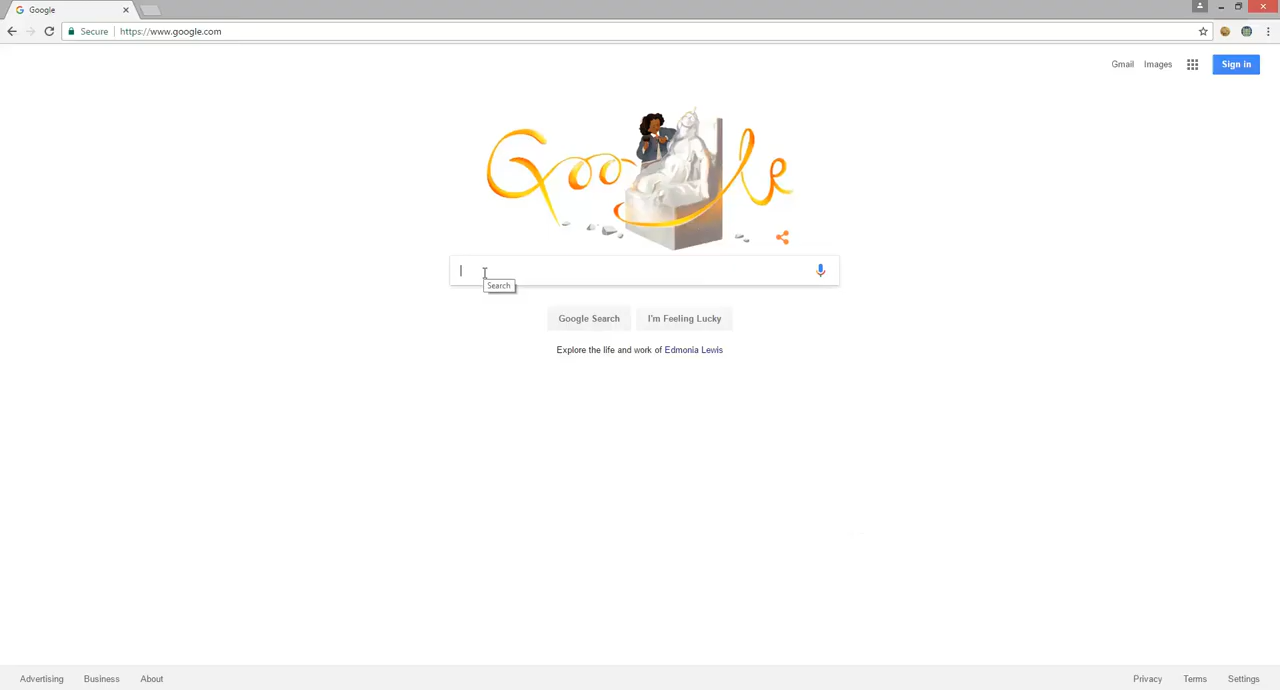 Google
Secure
https://www.google.com
Gmail
Images
Sign in
Google
Search
Google Search
I'm Feeling Lucky
Explore the life and work of Edmonia Lewis
Advertising
Business
About
Privacy
Terms
Settings